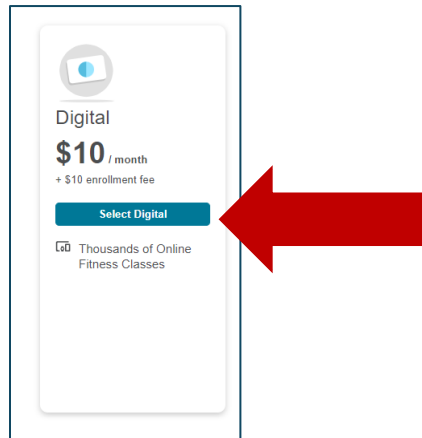 Digital
$10 / month
+ $10 enrollment fee
Select Digital
Thousands of Online
Fitness Classes